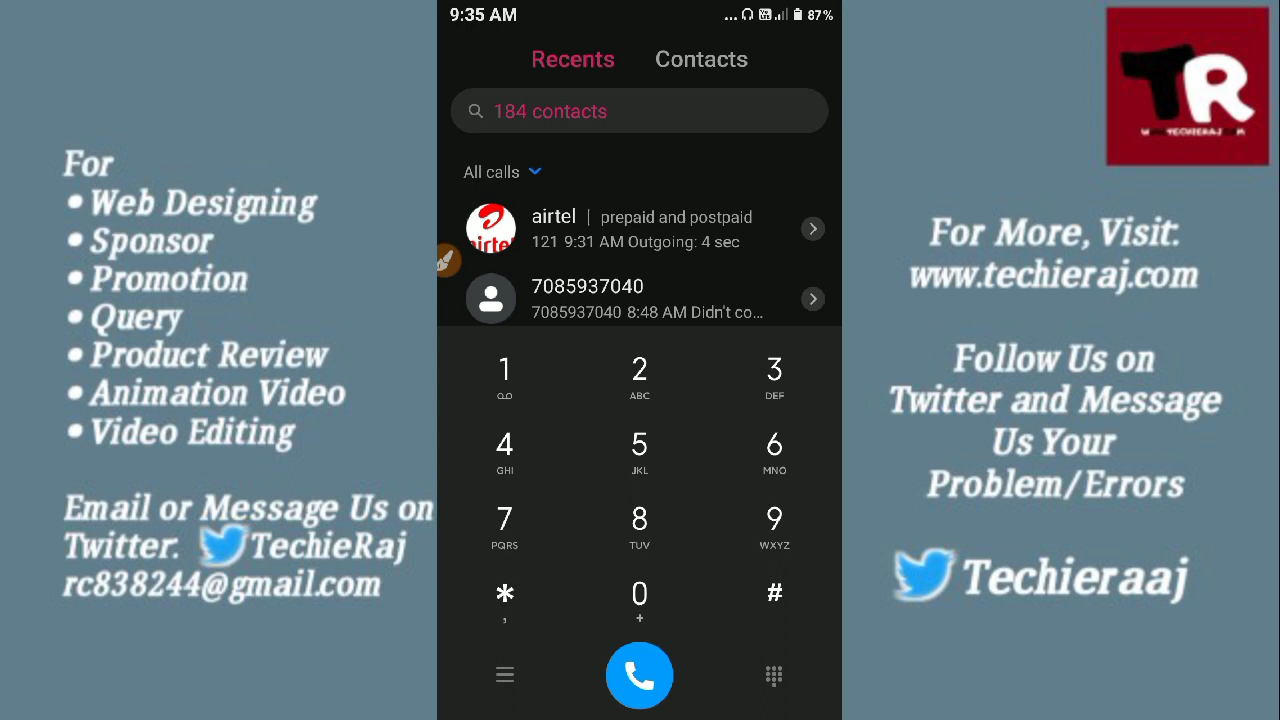 For
• Web Designing
• Sponsor
• Promotion
• Query
• Product Review
• Animation Video
• Video Editing
Email or Message Us on
Twitter. TechieRaj
rc838244@gmail.com
9:35 AM
... 87%
Recents Contacts
184 contacts
All calls
airtel
airtel | prepaid and postpaid
121 9:31 AM Outgoing: 4 sec
7085937040
7085937040 8:48 AM Didn't co...
1 2 3
ABC DEF
4 5 6
GHI JKL MNO
7 8 9
PQRS TUV WXYZ
* 0 #
, +
TR
For More, Visit:
www.techieraj.com
Follow Us on
Twitter and Message
Us Your
Problem/Errors
Techieraaj